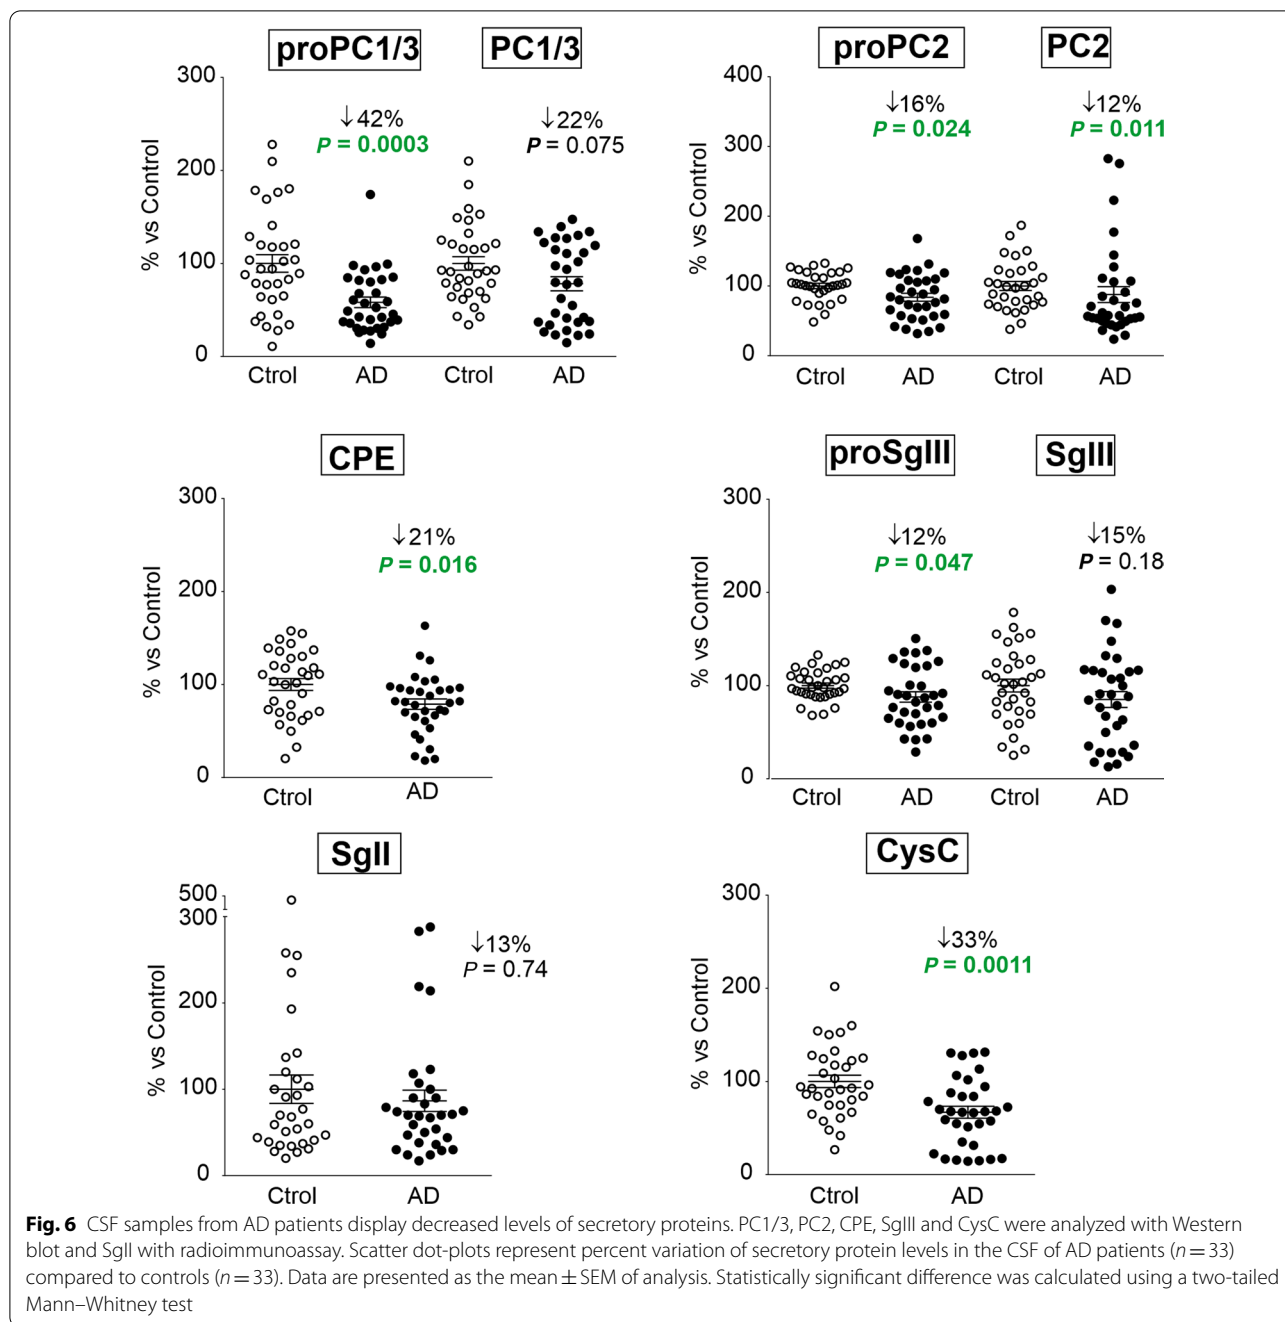 proPC1/3 PC1/3
300
200
100
0
% vs Control
↓42%
P = 0.0003
↓22%
P = 0.075
Ctrol AD Ctrol AD
proPC2 PC2
400
300
200
100
0
% vs Control
↓16%
P = 0.024
↓12%
P = 0.011
Ctrol AD Ctrol AD
CPE
300
200
100
0
% vs Control
↓21%
P = 0.016
Ctrol AD
proSgIII SgIII
300
200
100
0
% vs Control
↓12%
P = 0.047
↓15%
P = 0.18
Ctrol AD Ctrol AD
SgII
500
300
200
100
0
% vs Control
↓13%
P = 0.74
Ctrol AD
CysC
300
200
100
0
% vs Control
↓33%
P = 0.0011
Ctrol AD
Fig. 6 CSF samples from AD patients display decreased levels of secretory proteins. PC1/3, PC2, CPE, SgIII and CysC were analyzed with Western
blot and SgII with radioimmunoassay. Scatter dot-plots represent percent variation of secretory protein levels in the CSF of AD patients (n = 33)
compared to controls (n = 33). Data are presented as the mean ± SEM of analysis. Statistically significant difference was calculated using a two-tailed
Mann–Whitney test